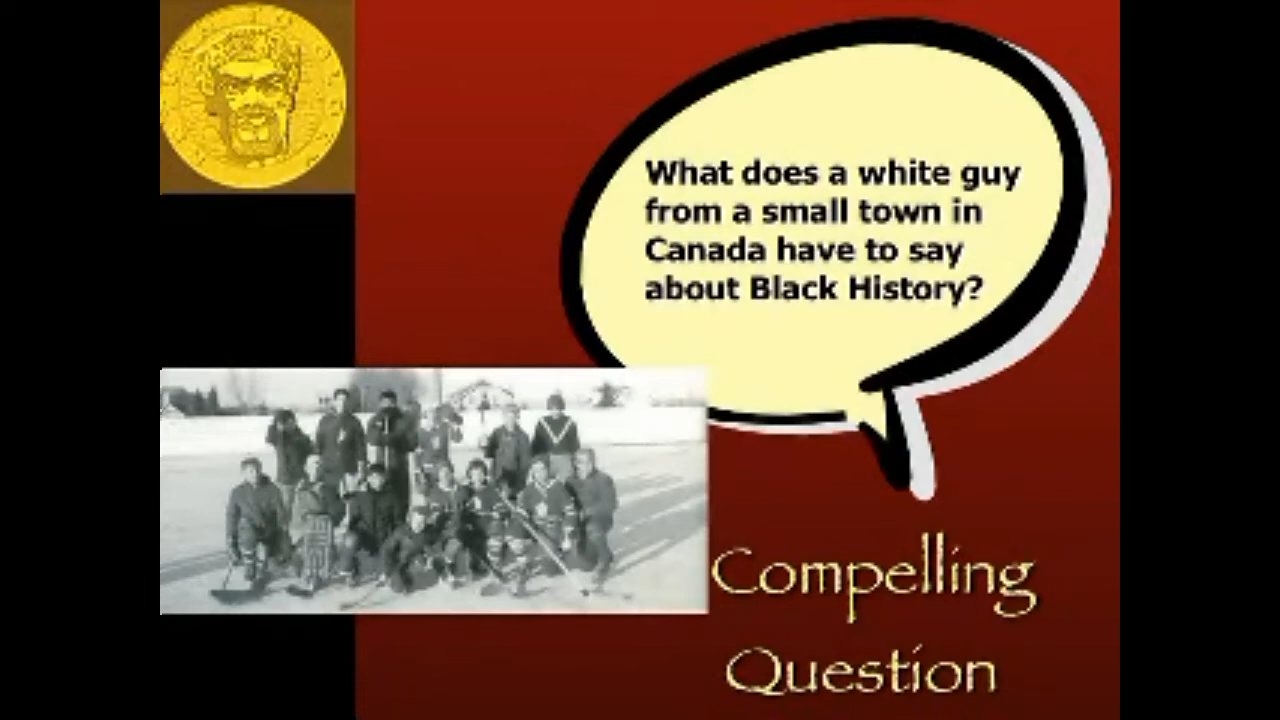 What does a white guy
from a small town in
Canada have to say
about Black History?
Compelling
Question